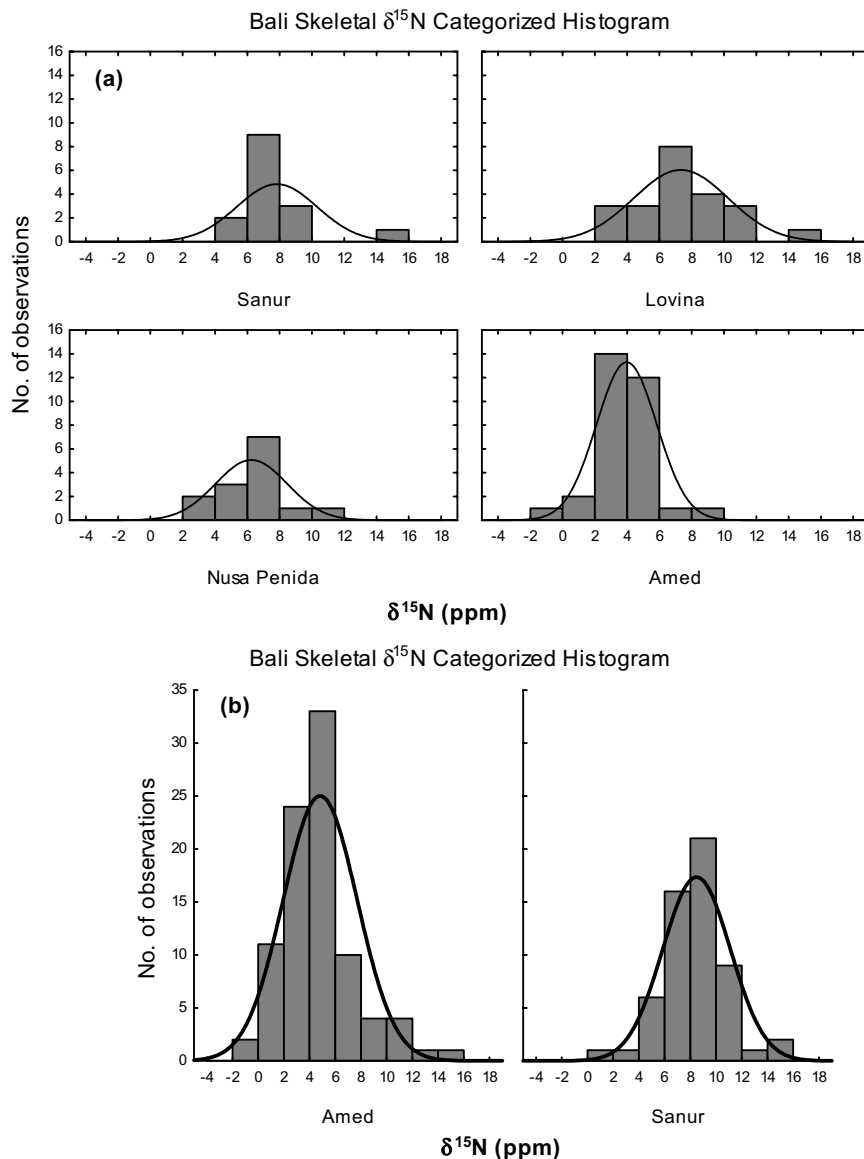 Bali Skeletal δ¹⁵N Categorized Histogram
(a)
No. of observations
16
14
12
10
8
6
4
2
0
-4 -2 0 2 4 6 8 10 12 14 16 18
Sanur
-4 -2 0 2 4 6 8 10 12 14 16 18
Lovina
16
14
12
10
8
6
4
2
0
-4 -2 0 2 4 6 8 10 12 14 16 18
Nusa Penida
-4 -2 0 2 4 6 8 10 12 14 16 18
Amed
δ¹⁵N (ppm)
Bali Skeletal δ¹⁵N Categorized Histogram
(b)
No. of observations
35
30
25
20
15
10
5
0
-4 -2 0 2 4 6 8 10 12 14 16 18
Amed
-4 -2 0 2 4 6 8 10 12 14 16 18
Sanur
δ¹⁵N (ppm)